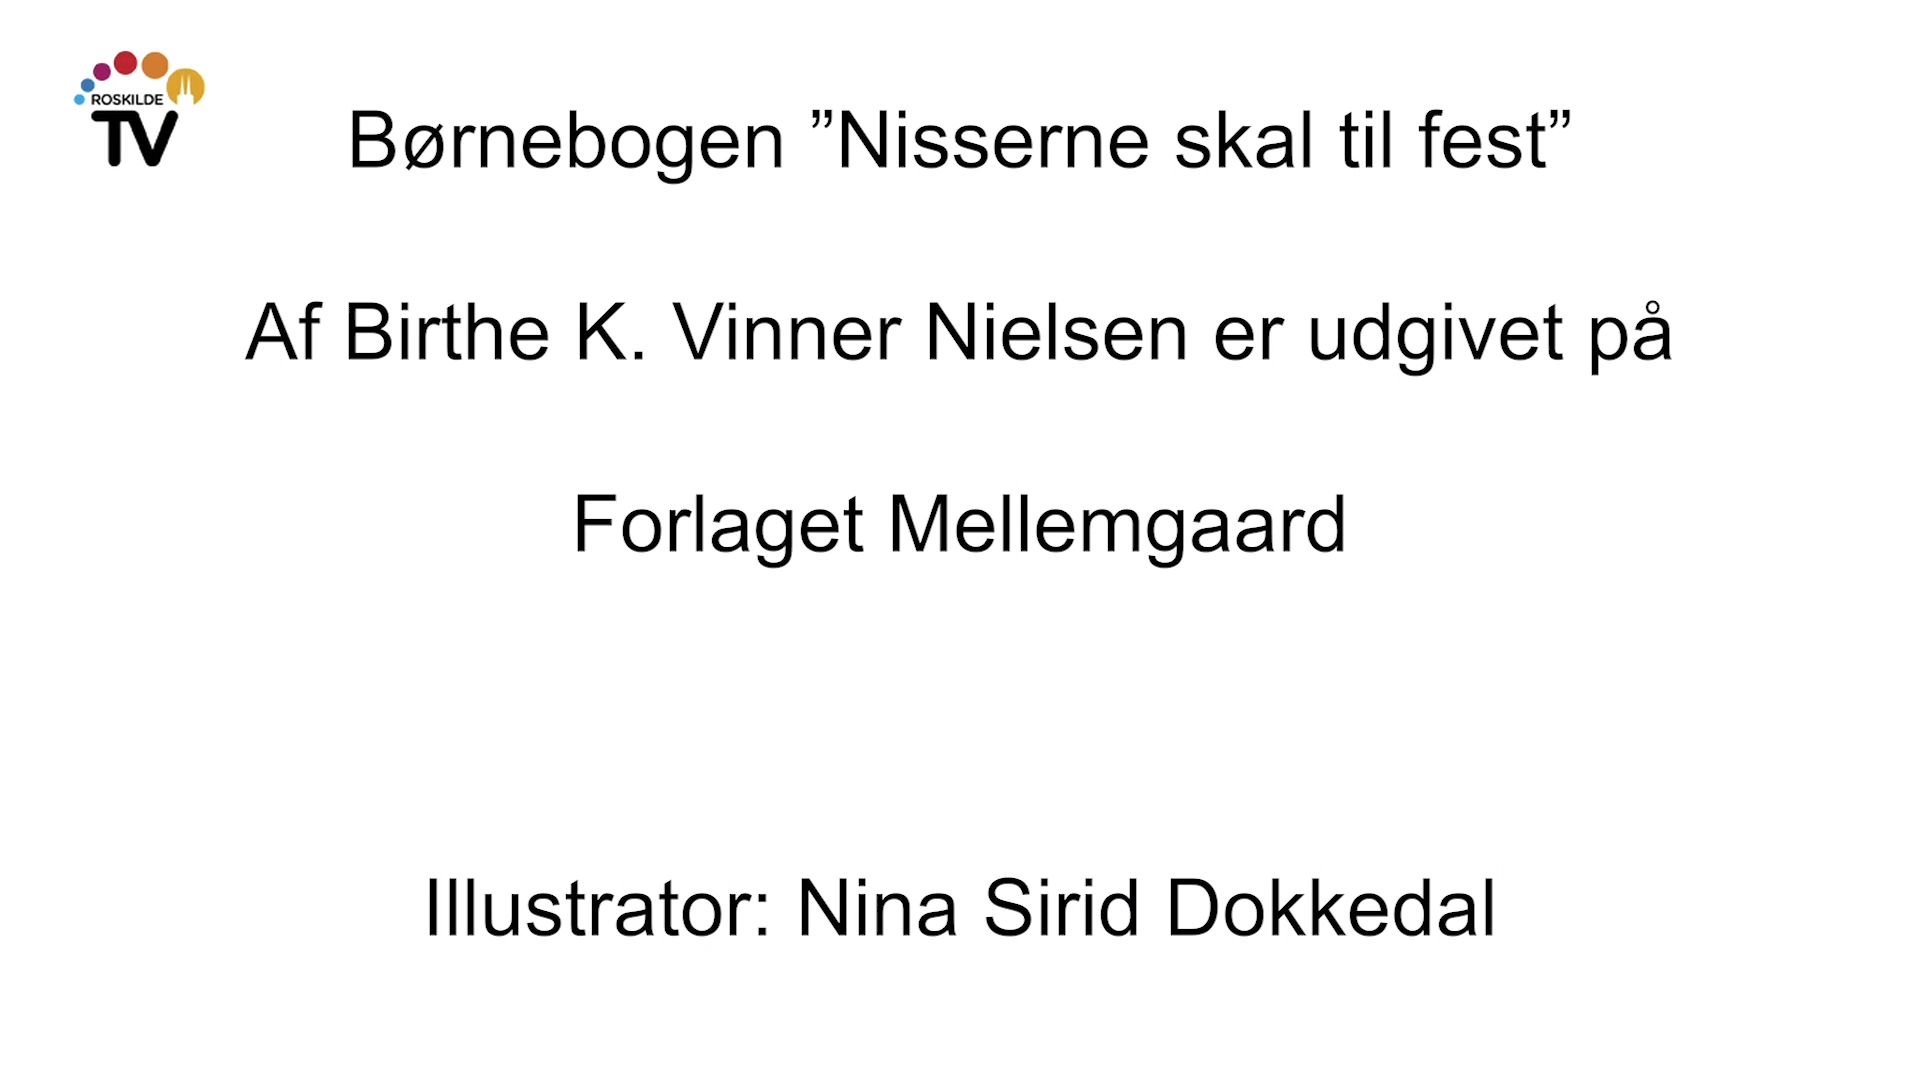 ROSKILDE
TV
Børnebogen ”Nisserne skal til fest”
Af Birthe K. Vinner Nielsen er udgivet på
Forlaget Mellemgaard
Illustrator: Nina Sirid Dokkedal